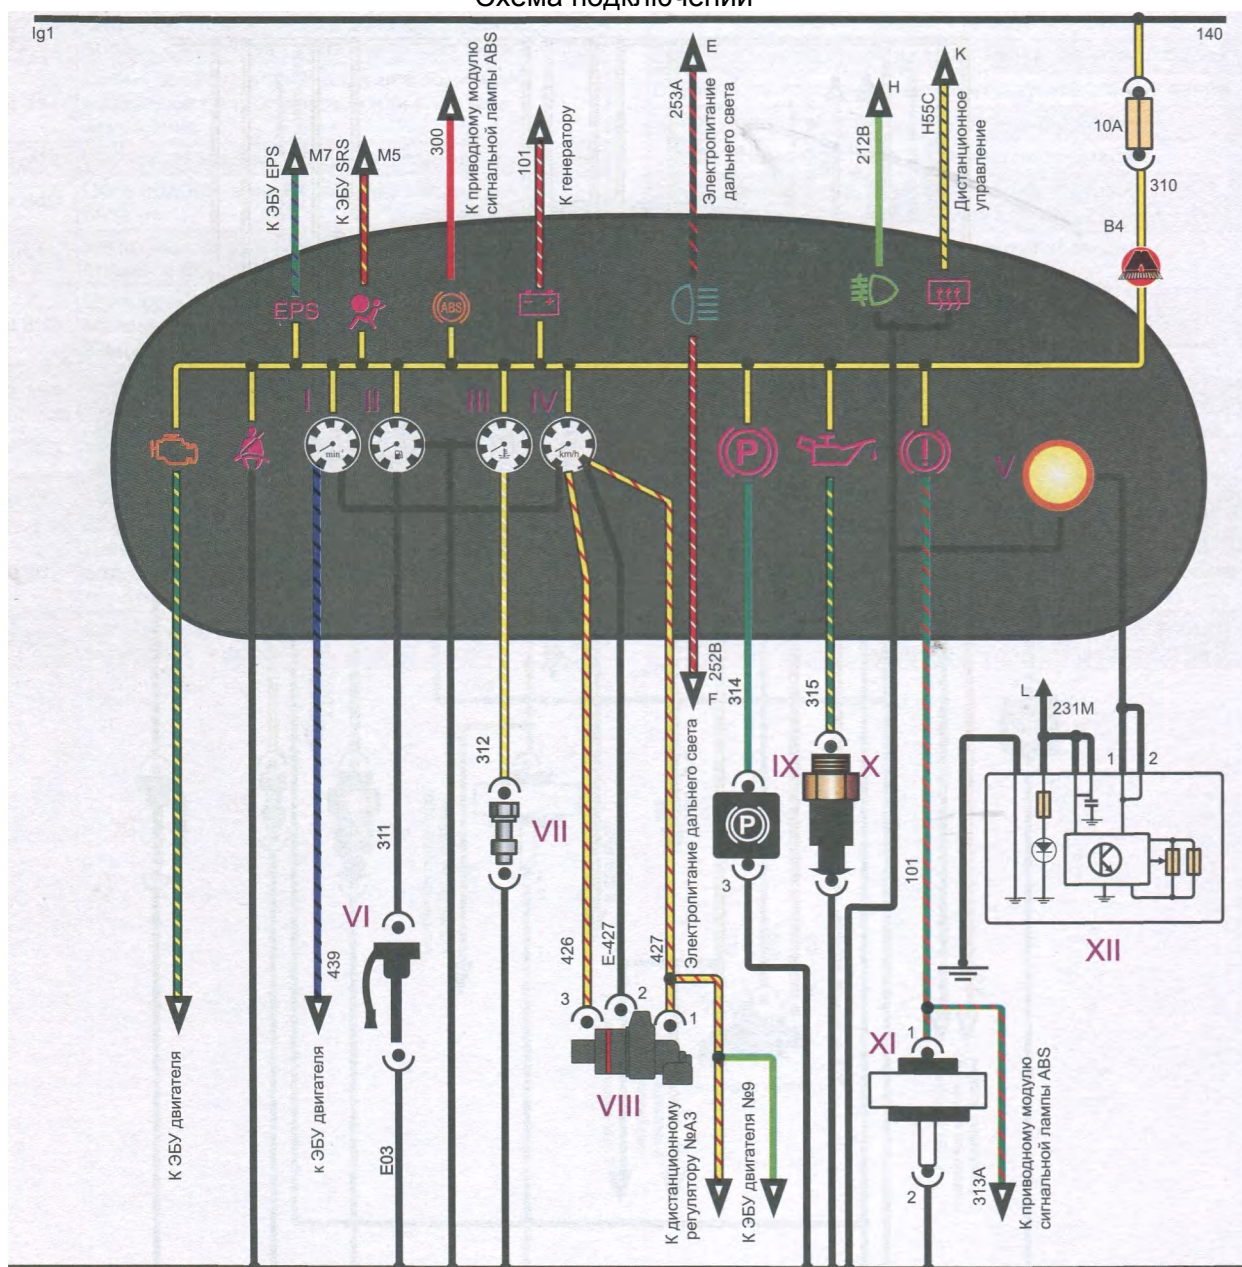 Схема подключений
Ig1
140
К ЭБУ EPS
M7
К ЭБУ SRS
M5
300
К приводному модулю
сигнальной лампы ABS
101
К генератору
253A
E
Электропитание
дальнего света
212B
H
H55C
K
Дистанционное
управление
10A
310
B4
EPS
ABS
I
II
III
IV
min
km/h
P
V
439
к ЭБУ двигателя
К ЭБУ двигателя
311
VI
E03
312
VII
426
E-427
427
3
2
1
VIII
252B
F
Электропитание дальнего света
314
P
3
315
IX
X
К дистанционному
регулятору №A3
К ЭБУ двигателя №9
101
XI
1
2
313A
К приводному модулю
сигнальной лампы ABS
L
231M
1
2
XII